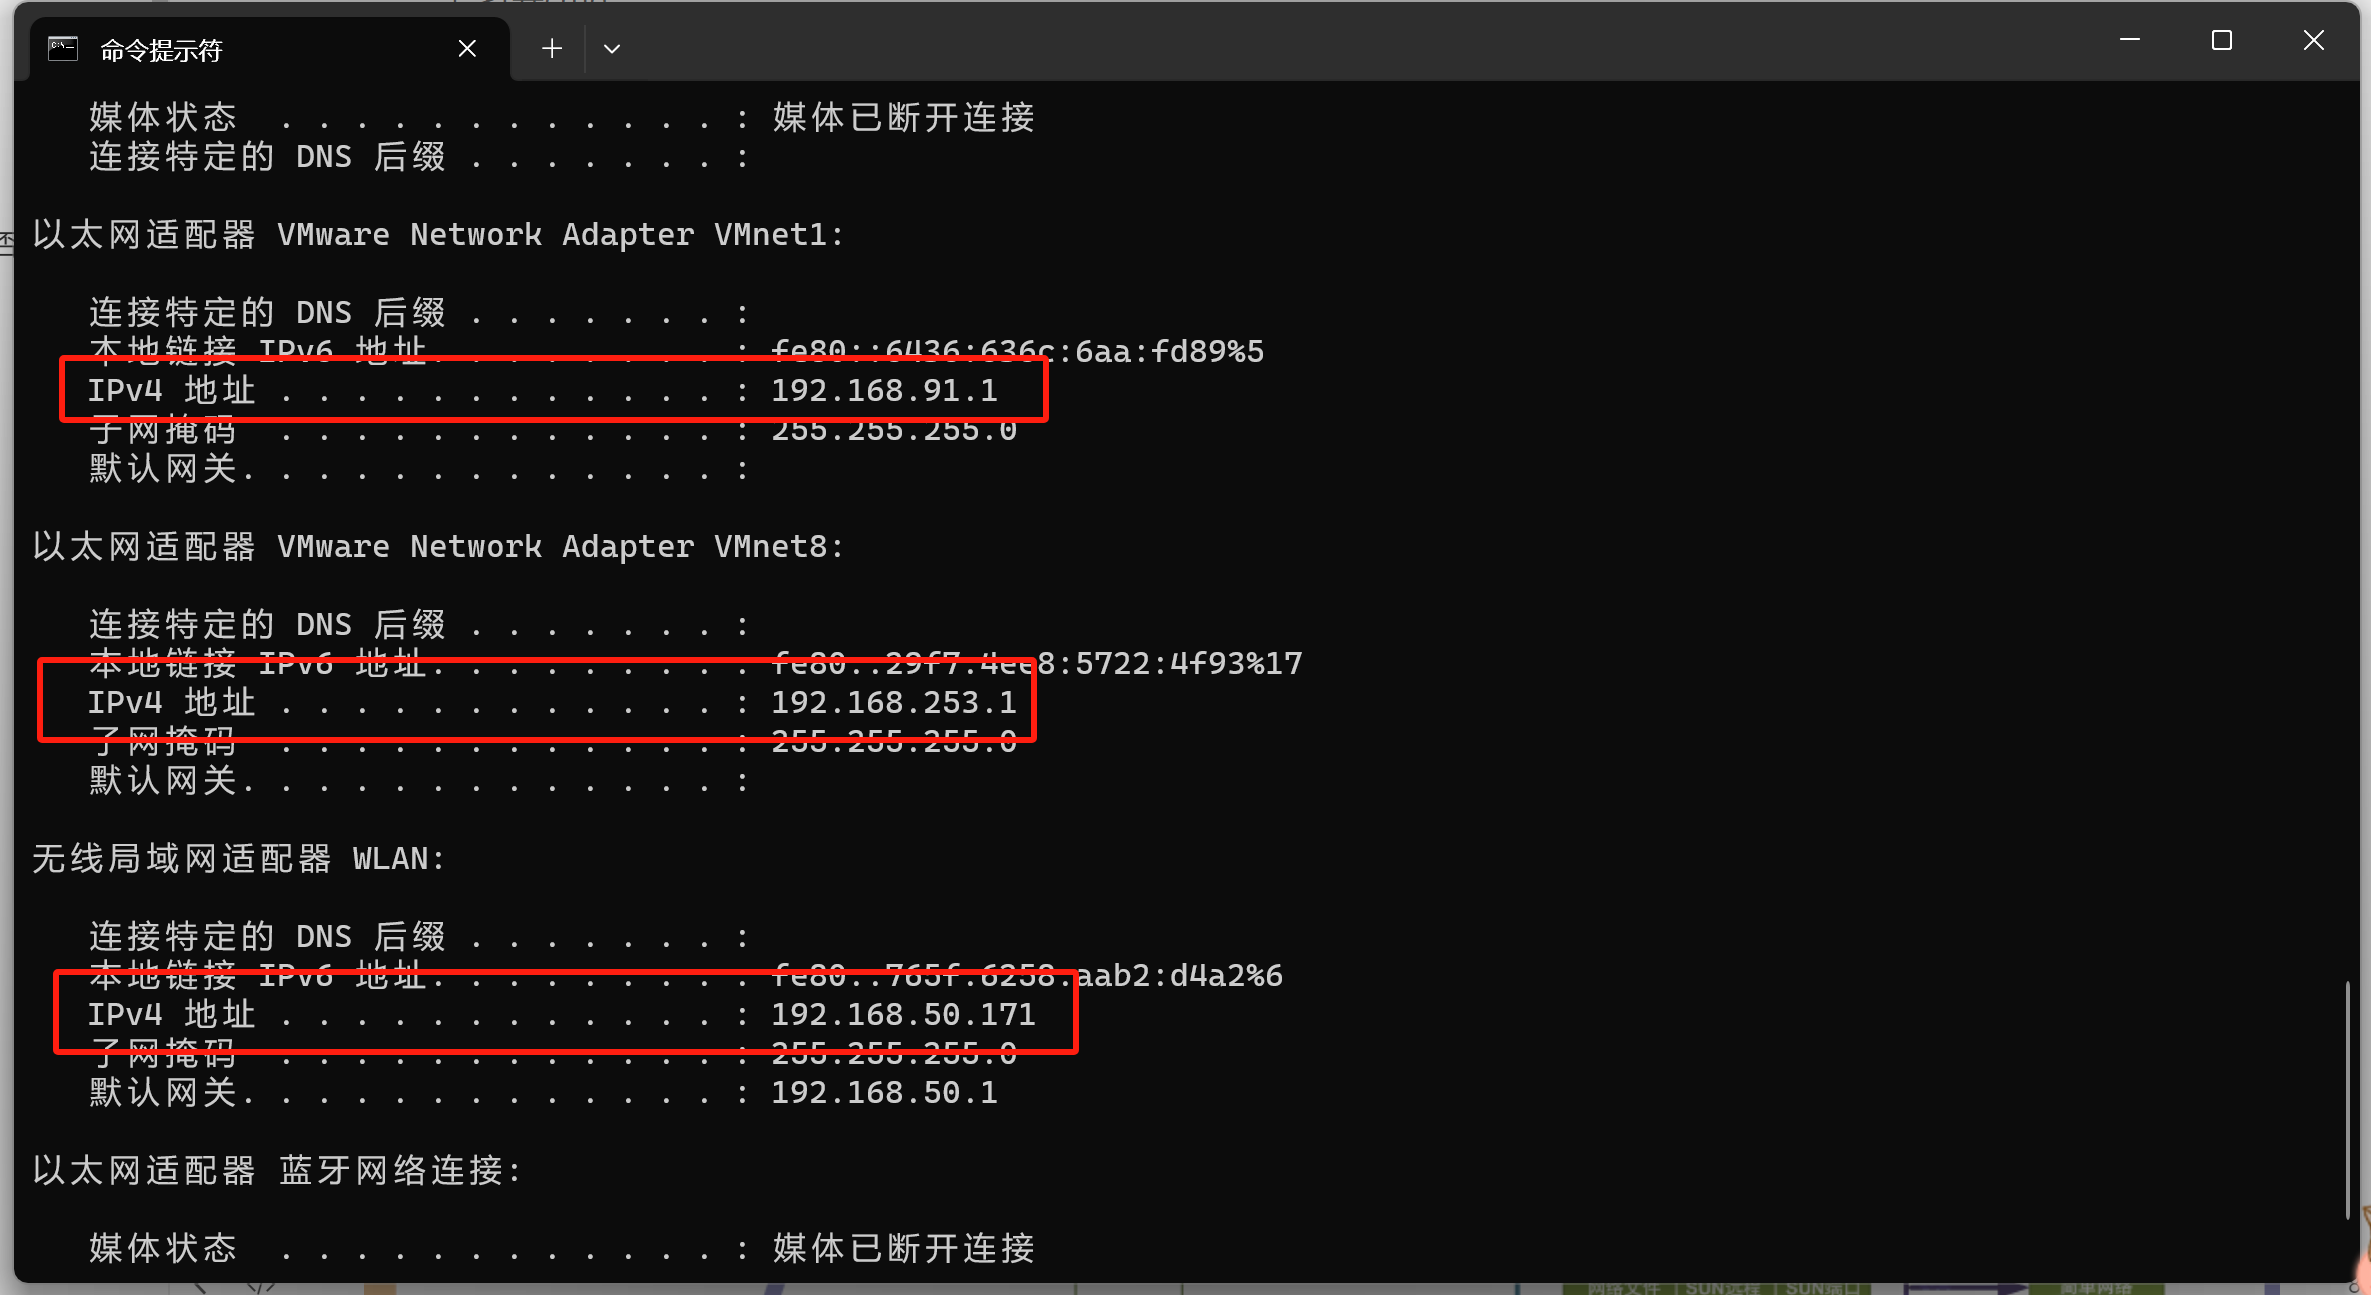 命令提示符
媒体状态  . . . . . . . . . . . . : 媒体已断开连接
连接特定的 DNS 后缀 . . . . . . . :
以太网适配器 VMware Network Adapter VMnet1:
连接特定的 DNS 后缀 . . . . . . . :
本地链接 IPv6 地址. . . . . . . . : fe80::6436:636c:6aa:fd89%5
IPv4 地址 . . . . . . . . . . . . : 192.168.91.1
子网掩码  . . . . . . . . . . . . : 255.255.255.0
默认网关. . . . . . . . . . . . . :
以太网适配器 VMware Network Adapter VMnet8:
连接特定的 DNS 后缀 . . . . . . . :
本地链接 IPv6 地址. . . . . . . . : fe80::29f7:4ee8:5722:4f93%17
IPv4 地址 . . . . . . . . . . . . : 192.168.253.1
子网掩码  . . . . . . . . . . . . : 255.255.255.0
默认网关. . . . . . . . . . . . . :
无线局域网适配器 WLAN:
连接特定的 DNS 后缀 . . . . . . . :
本地链接 IPv6 地址. . . . . . . . : fe80::765f:6258:aab2:d4a2%6
IPv4 地址 . . . . . . . . . . . . : 192.168.50.171
子网掩码  . . . . . . . . . . . . : 255.255.255.0
默认网关. . . . . . . . . . . . . : 192.168.50.1
以太网适配器 蓝牙网络连接:
媒体状态  . . . . . . . . . . . . : 媒体已断开连接